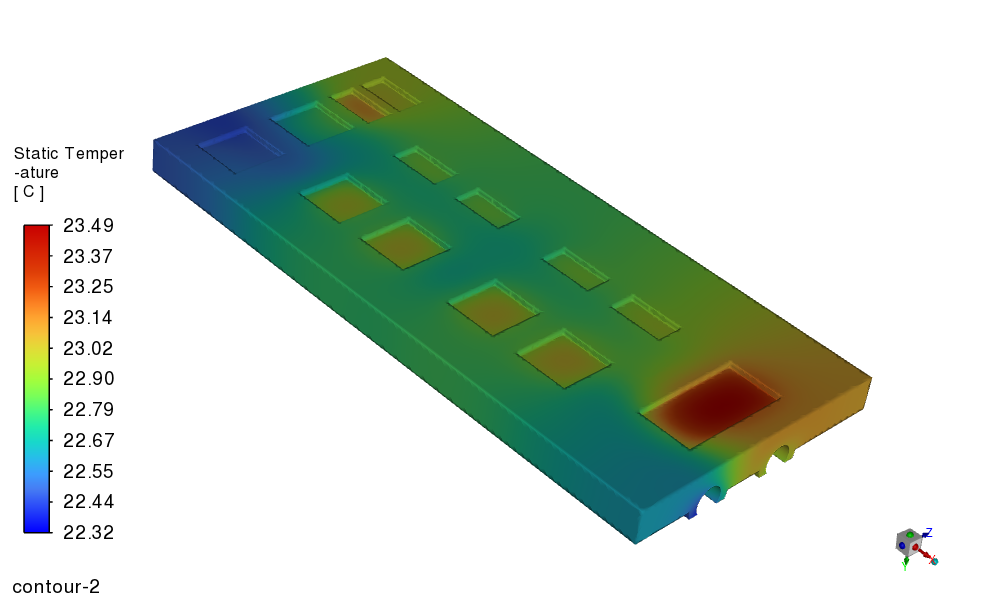 Static Temper
-ature
[ C ]
23.49
23.37
23.25
23.14
23.02
22.90
22.79
22.67
22.55
22.44
22.32
contour-2
Z
X
Y